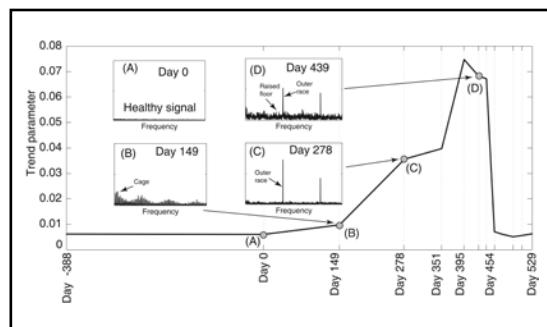 0.08
0.07
0.06
0.05
0.04
0.03
0.02
0.01
0
Trend parameter
(A)
Day 0
Healthy signal
Frequency
(B)
Day 149
Cage
Frequency
(D)
Day 439
Raised
floor
Outer
race
Frequency
(C)
Day 278
Outer
race
Frequency
(A)
(B)
(C)
(D)
Day -388
Day 0
Day 149
Day 278
Day 351
Day 395
Day 454
Day 529